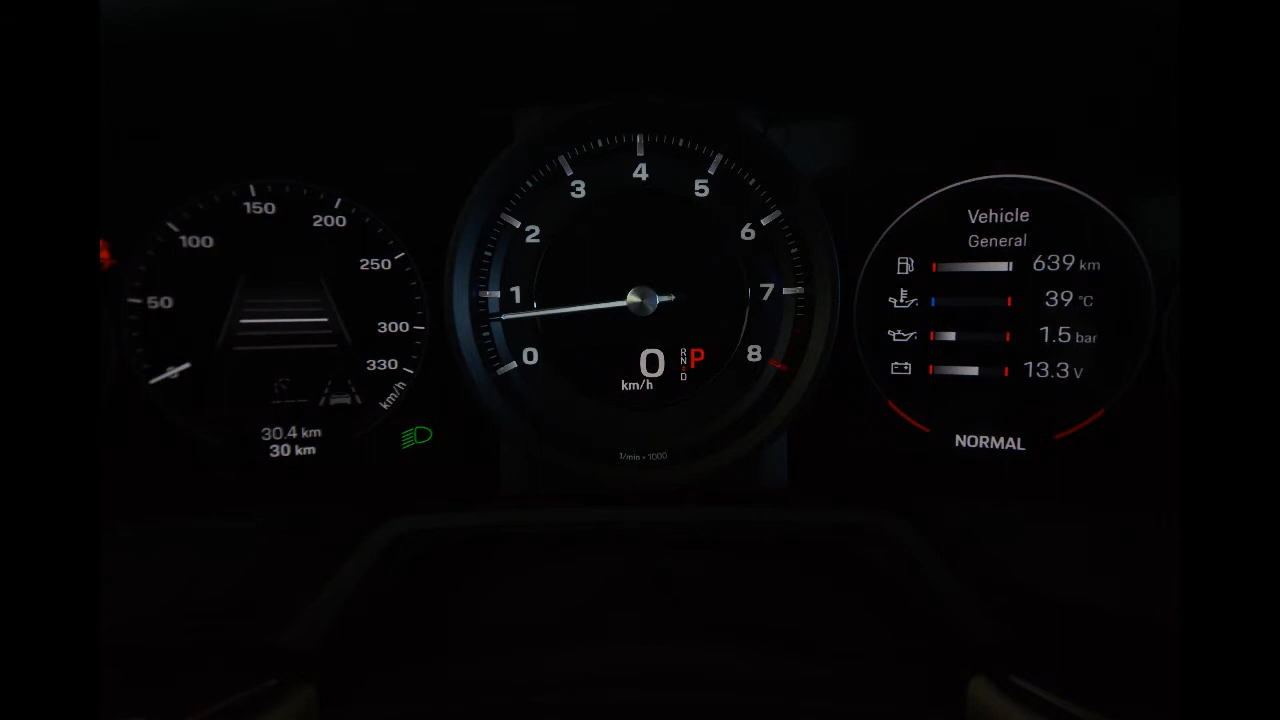 150
200
100
250
50
300
330
km/h
30.4 km
30 km
4
3
5
2
6
1
7
0
8
0
km/h
R
N
D
P
1/min × 1000
Vehicle
General
639 km
39 °C
1.5 bar
13.3 V
NORMAL